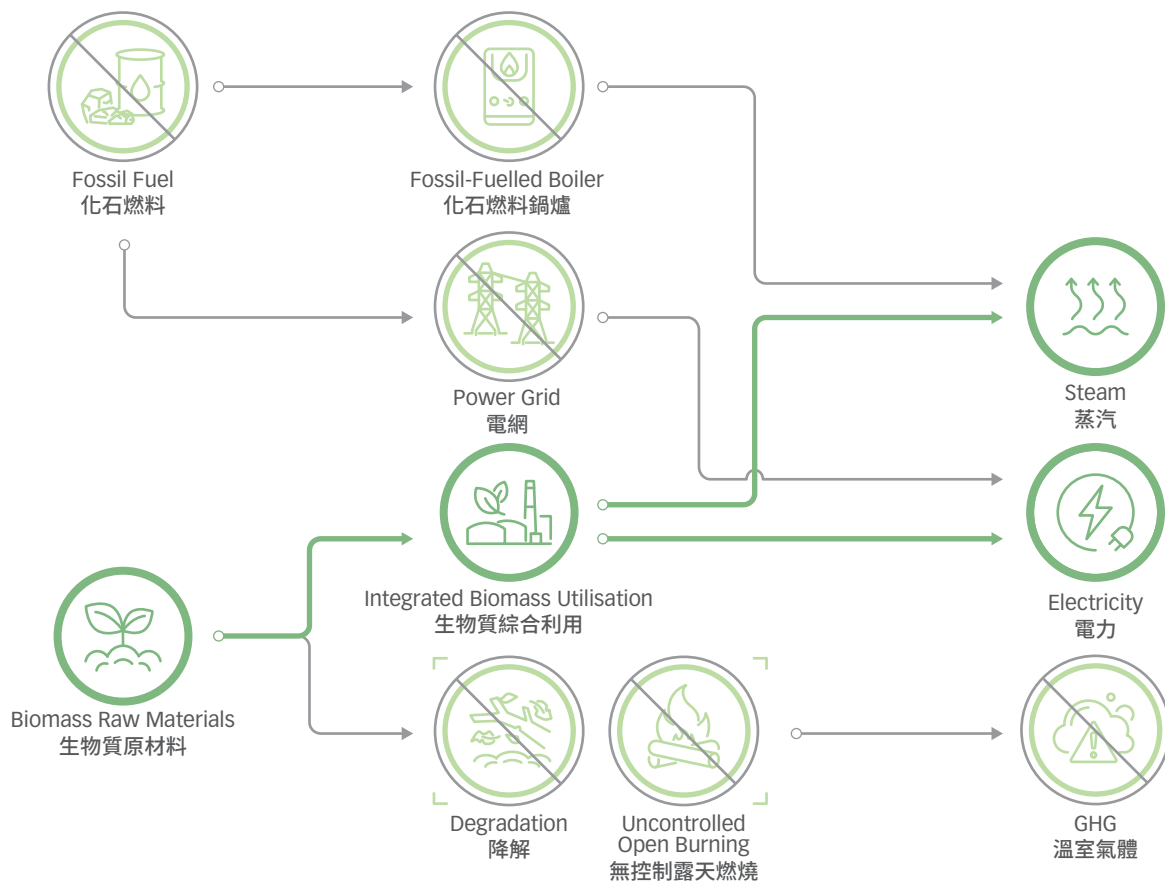 Fossil Fuel
化石燃料
Fossil-Fuelled Boiler
化石燃料鍋爐
Power Grid
電網
Steam
蒸汽
Integrated Biomass Utilisation
生物質綜合利用
Electricity
電力
Biomass Raw Materials
生物質原材料
Degradation
降解
Uncontrolled
Open Burning
無控制露天燃燒
GHG
溫室氣體